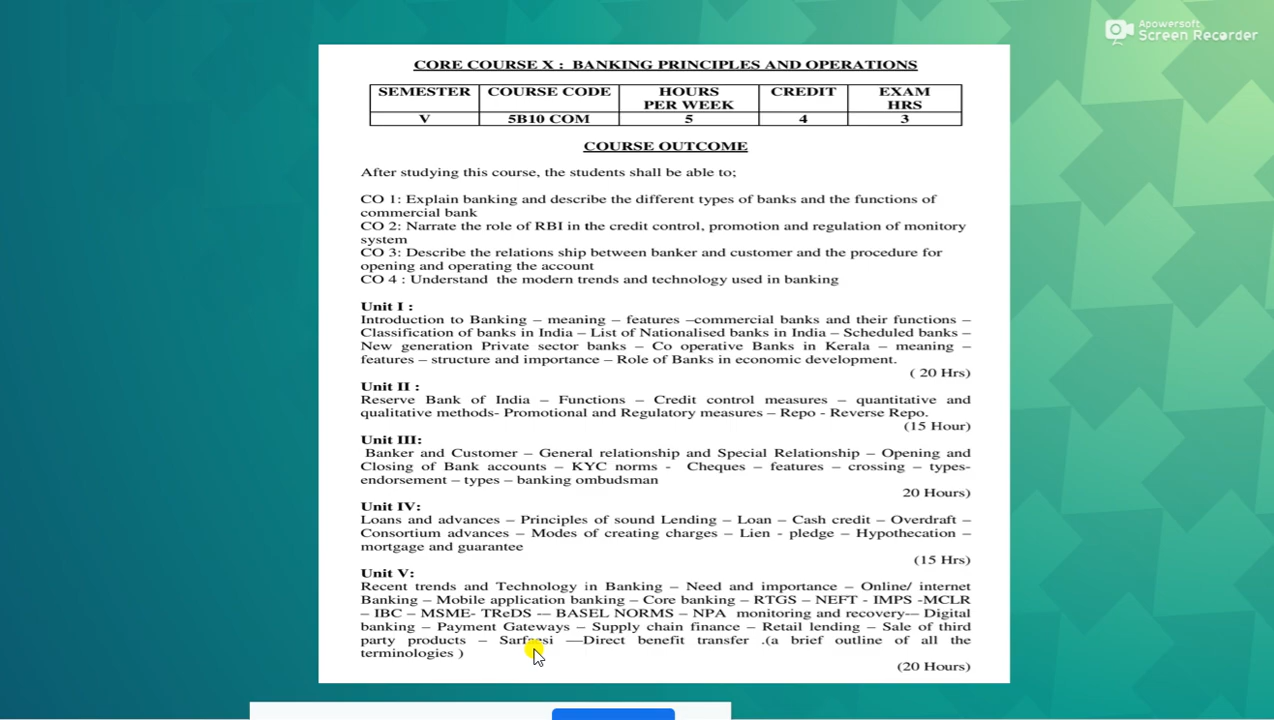 Apowersoft
Screen Recorder
CORE COURSE X : BANKING PRINCIPLES AND OPERATIONS
SEMESTER COURSE CODE HOURS PER WEEK CREDIT EXAM HRS
V 5B10 COM 5 4 3
COURSE OUTCOME
After studying this course, the students shall be able to;
CO 1: Explain banking and describe the different types of banks and the functions of
commercial bank
CO 2: Narrate the role of RBI in the credit control, promotion and regulation of monitory
system
CO 3: Describe the relations ship between banker and customer and the procedure for
opening and operating the account
CO 4 : Understand the modern trends and technology used in banking
Unit I :
Introduction to Banking – meaning – features –commercial banks and their functions –
Classification of banks in India – List of Nationalised banks in India – Scheduled banks –
New generation Private sector banks – Co operative Banks in Kerala – meaning –
features – structure and importance – Role of Banks in economic development.
( 20 Hrs)
Unit II :
Reserve Bank of India – Functions – Credit control measures – quantitative and
qualitative methods- Promotional and Regulatory measures – Repo - Reverse Repo.
(15 Hour)
Unit III:
Banker and Customer – General relationship and Special Relationship – Opening and
Closing of Bank accounts – KYC norms - Cheques – features – crossing – types-
endorsement – types – banking ombudsman
20 Hours)
Unit IV:
Loans and advances – Principles of sound Lending – Loan – Cash credit – Overdraft –
Consortium advances – Modes of creating charges – Lien - pledge – Hypothecation –
mortgage and guarantee
(15 Hrs)
Unit V:
Recent trends and Technology in Banking – Need and importance – Online/ internet
Banking – Mobile application banking – Core banking – RTGS – NEFT - IMPS -MCLR
– IBC – MSME- TReDS –- BASEL NORMS – NPA monitoring and recovery–- Digital
banking – Payment Gateways – Supply chain finance – Retail lending – Sale of third
party products – Sarfaesi –-Direct benefit transfer .(a brief outline of all the
terminologies )
(20 Hours)